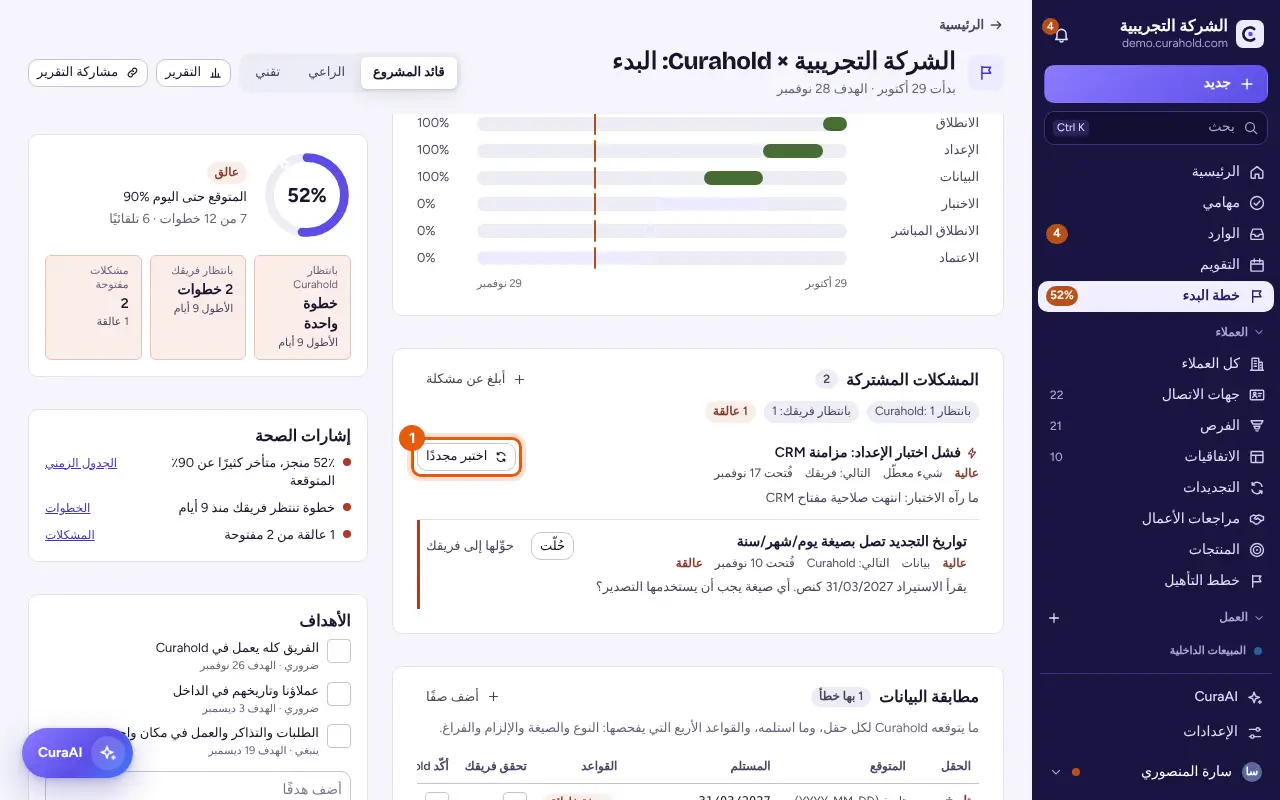 الشركة التجريبية
demo.curahold.com
4
جديد
بحث
Ctrl K
الرئيسية
مهامي
الوارد
4
التقويم
خطة البدء
52%
العملاء
كل العملاء
جهات الاتصال
22
الفرص
21
الاتفاقيات
10
التجديدات
مراجعات الأعمال
المنتجات
خطط التأهيل
العمل
المبيعات الداخلية
CuraAI
الإعدادات
سا
سارة المنصوري
الرئيسية
الشركة التجريبية × Curahold: البدء
بدأت 29 أكتوبر · الهدف 28 نوفمبر
قائد المشروع
الراعي
تقني
التقرير
مشاركة التقرير
الانطلاق
100%
الإعداد
100%
البيانات
100%
الاختبار
0%
الانطلاق المباشر
0%
الاعتماد
0%
29 أكتوبر
29 نوفمبر
المشكلات المشتركة
2
أبلغ عن مشكلة
بانتظار Curahold: 1
بانتظار فريقك: 1
1 عالقة
فشل اختبار الإعداد: مزامنة CRM
عالية
شيء معطّل
التالي: فريقك
فُتحت 17 نوفمبر
ما رآه الاختبار: انتهت صلاحية مفتاح CRM
1
اختبر مجددًا
تواريخ التجديد تصل بصيغة يوم/شهر/سنة
عالية
بيانات
التالي: Curahold
فُتحت 10 نوفمبر
عالقة
يقرأ الاستيراد 31/03/2027 كنص. أي صيغة يجب أن يستخدمها التصدير؟
حُلّت
حوّلها إلى فريقك
مطابقة البيانات
1 بها خطأ
أضف صفًا
ما يتوقعه Curahold لكل حقل، وما استلمه، والقواعد الأربع التي يفحصها: النوع والصيغة والإلزام والفراغ.
الحقل
المتوقع
المستلم
القواعد
تحقق فريقك
52%
عالق
المتوقع حتى اليوم 90%
7 من 12 خطوات · 6 تلقائيًا
بانتظار Curahold
خطوة واحدة
الأطول 9 أيام
بانتظار فريقك
2 خطوات
الأطول 9 أيام
مشكلات مفتوحة
2
1 عالقة
إشارات الصحة
52٪ منجز، متأخر كثيرًا عن 90٪ المتوقعة
الجدول الزمني
خطوة تنتظر فريقك منذ 9 أيام
الخطوات
1 عالقة من 2 مفتوحة
المشكلات
الأهداف
الفريق كله يعمل في Curahold
ضروري · الهدف 26 نوفمبر
عملاؤنا وتاريخهم في الداخل
ضروري · الهدف 3 ديسمبر
الطلبات والتذاكر والعمل في مكان
ينبغي · الهدف 19 ديسمبر
أضف هدفًا
CuraAI